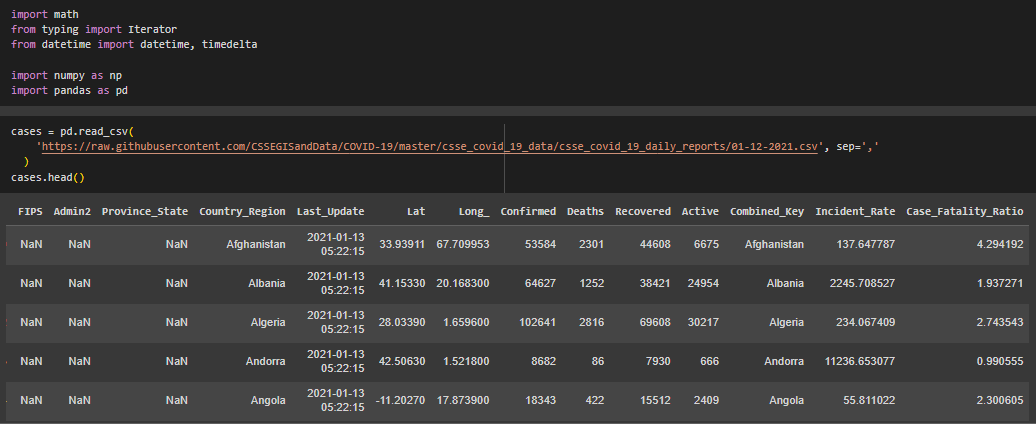 import math
from typing import Iterator
from datetime import datetime, timedelta
import numpy as np
import pandas as pd
cases = pd.read_csv(
'https://raw.githubusercontent.com/CSSEGISandData/COVID-19/master/csse_covid_19_data/csse_covid_19_daily_reports/01-12-2021.csv', sep=','
)
cases.head()
FIPS Admin2 Province_State Country_Region Last_Update Lat Long_ Confirmed Deaths Recovered Active Combined_Key Incident_Rate Case_Fatality_Ratio
NaN NaN NaN Afghanistan 2021-01-13 05:22:15 33.93911 67.709953 53584 2301 44608 6675 Afghanistan 137.647787 4.294192
NaN NaN NaN Albania 2021-01-13 05:22:15 41.15330 20.168300 64627 1252 38421 24954 Albania 2245.708527 1.937271
NaN NaN NaN Algeria 2021-01-13 05:22:15 28.03390 1.659600 102641 2816 69608 30217 Algeria 234.067409 2.743543
NaN NaN NaN Andorra 2021-01-13 05:22:15 42.50630 1.521800 8682 86 7930 666 Andorra 11236.653077 0.990555
NaN NaN NaN Angola 2021-01-13 05:22:15 -11.20270 17.873900 18343 422 15512 2409 Angola 55.811022 2.300605